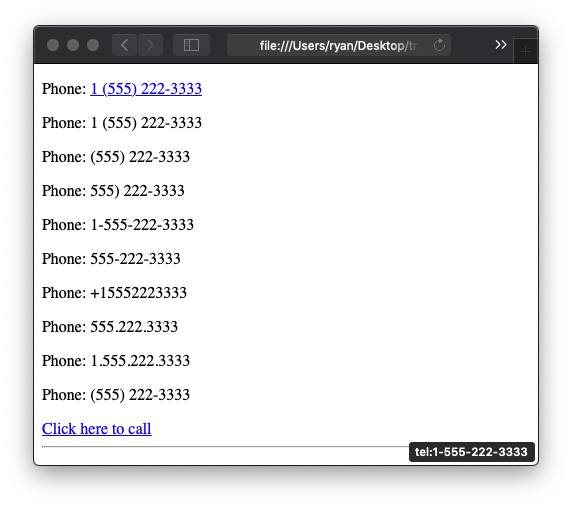 file:///Users/ryan/Desktop/tr
Phone: 1 (555) 222-3333
Phone: 1 (555) 222-3333
Phone: (555) 222-3333
Phone: 555) 222-3333
Phone: 1-555-222-3333
Phone: 555-222-3333
Phone: +15552223333
Phone: 555.222.3333
Phone: 1.555.222.3333
Phone: (555) 222-3333
Click here to call
tel:1-555-222-3333